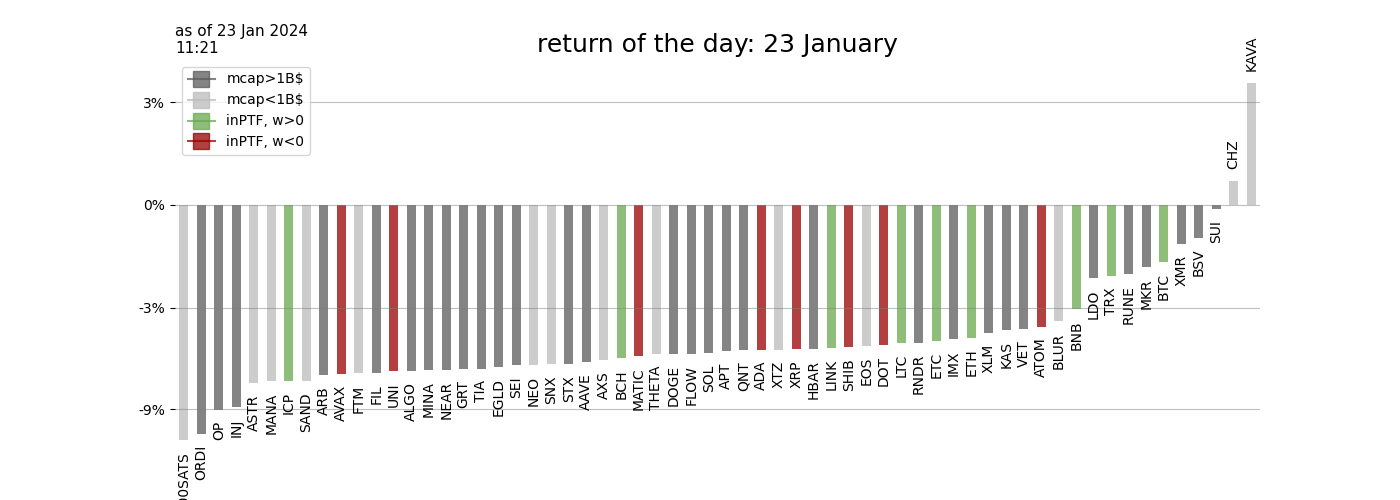 as of 23 Jan 2024
11:21
return of the day: 23 January
mcap>1B$
mcap<1B$
inPTF, w>0
inPTF, w<0
3%
0%
-3%
-9%
00SATS
ORDI
OP
INJ
ASTR
MANA
ICP
SAND
ARB
AVAX
FTM
FIL
UNI
ALGO
MINA
NEAR
GRT
TIA
EGLD
SEI
NEO
SNX
STX
AAVE
AXS
BCH
MATIC
THETA
DOGE
FLOW
SOL
APT
QNT
ADA
XTZ
XRP
HBAR
LINK
SHIB
EOS
DOT
LTC
RNDR
ETC
IMX
ETH
XLM
KAS
VET
ATOM
BLUR
BNB
LDO
TRX
RUNE
MKR
BTC
XMR
BSV
SUI
CHZ
KAVA